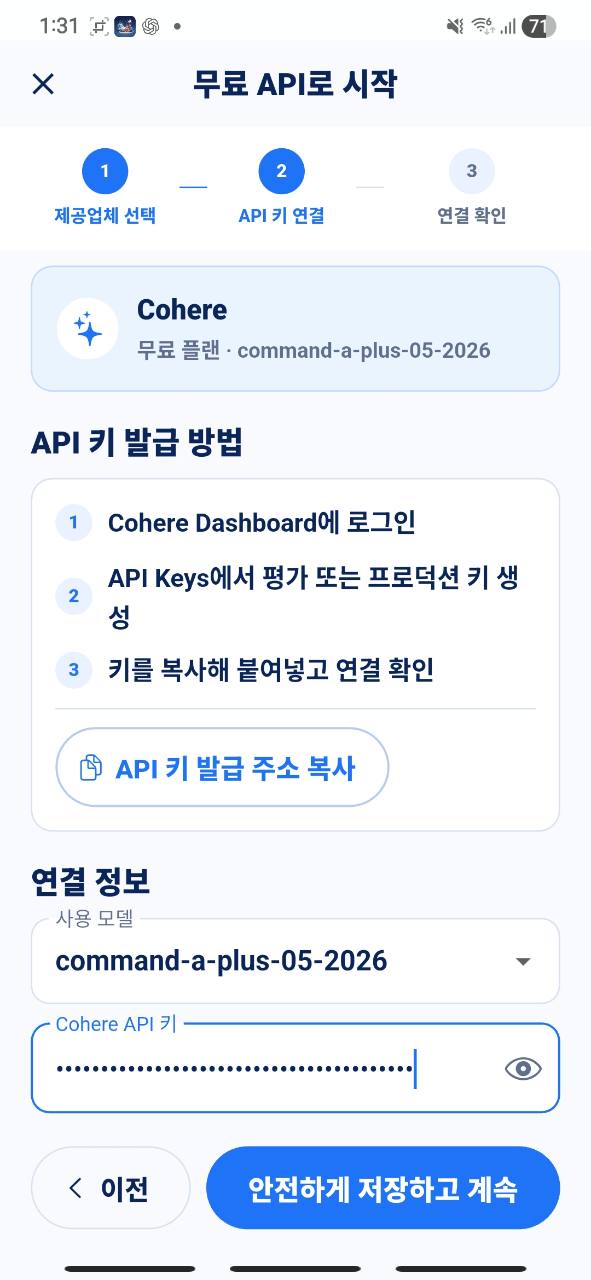 1:31
71
무료 API로 시작
1
2
3
제공업체 선택
API 키 연결
연결 확인
Cohere
무료 플랜 · command-a-plus-05-2026
API 키 발급 방법
1 Cohere Dashboard에 로그인
2 API Keys에서 평가 또는 프로덕션 키 생
성
3 키를 복사해 붙여넣고 연결 확인
API 키 발급 주소 복사
연결 정보
사용 모델
command-a-plus-05-2026
Cohere API 키
••••••••••••••••••••••••••••••••••••••••
이전
안전하게 저장하고 계속